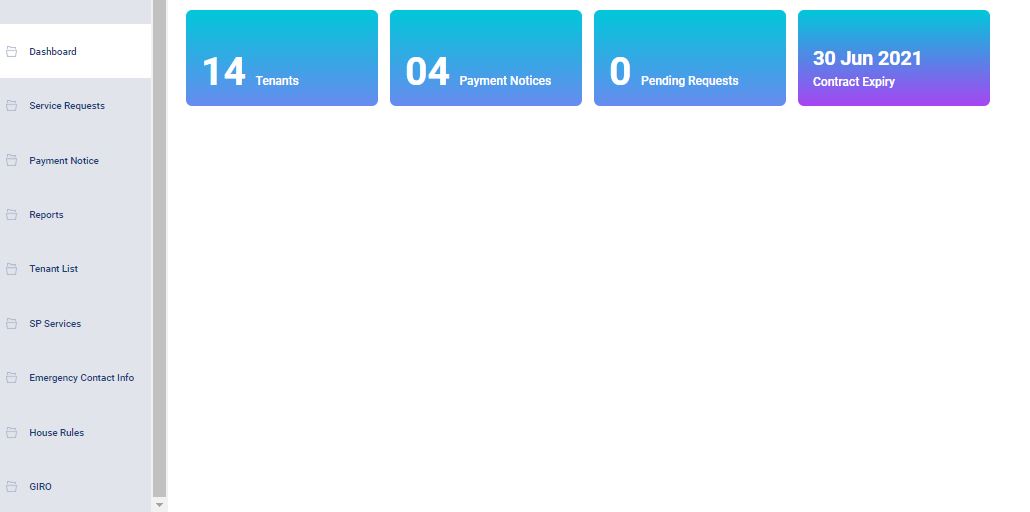 Dashboard
Service Requests
Payment Notice
Reports
Tenant List
SP Services
Emergency Contact Info
House Rules
GIRO
14 Tenants
04 Payment Notices
0 Pending Requests
30 Jun 2021
Contract Expiry